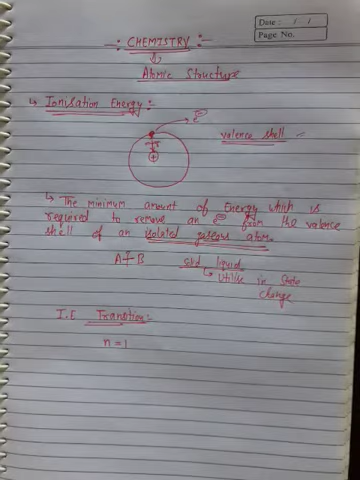 Date : / /
Page No.
-: CHEMISTRY :-
Atomic Structure
↳ Ionisation Energy :-
e⁻
valence shell
+
↳ The minimum amount of Energy which is
required to remove an e⁻ from the valence
shell of an isolated gaseous atom.
A+B solid liquid
↳ Utilise in State
change
I.E Transition:-
n = 1